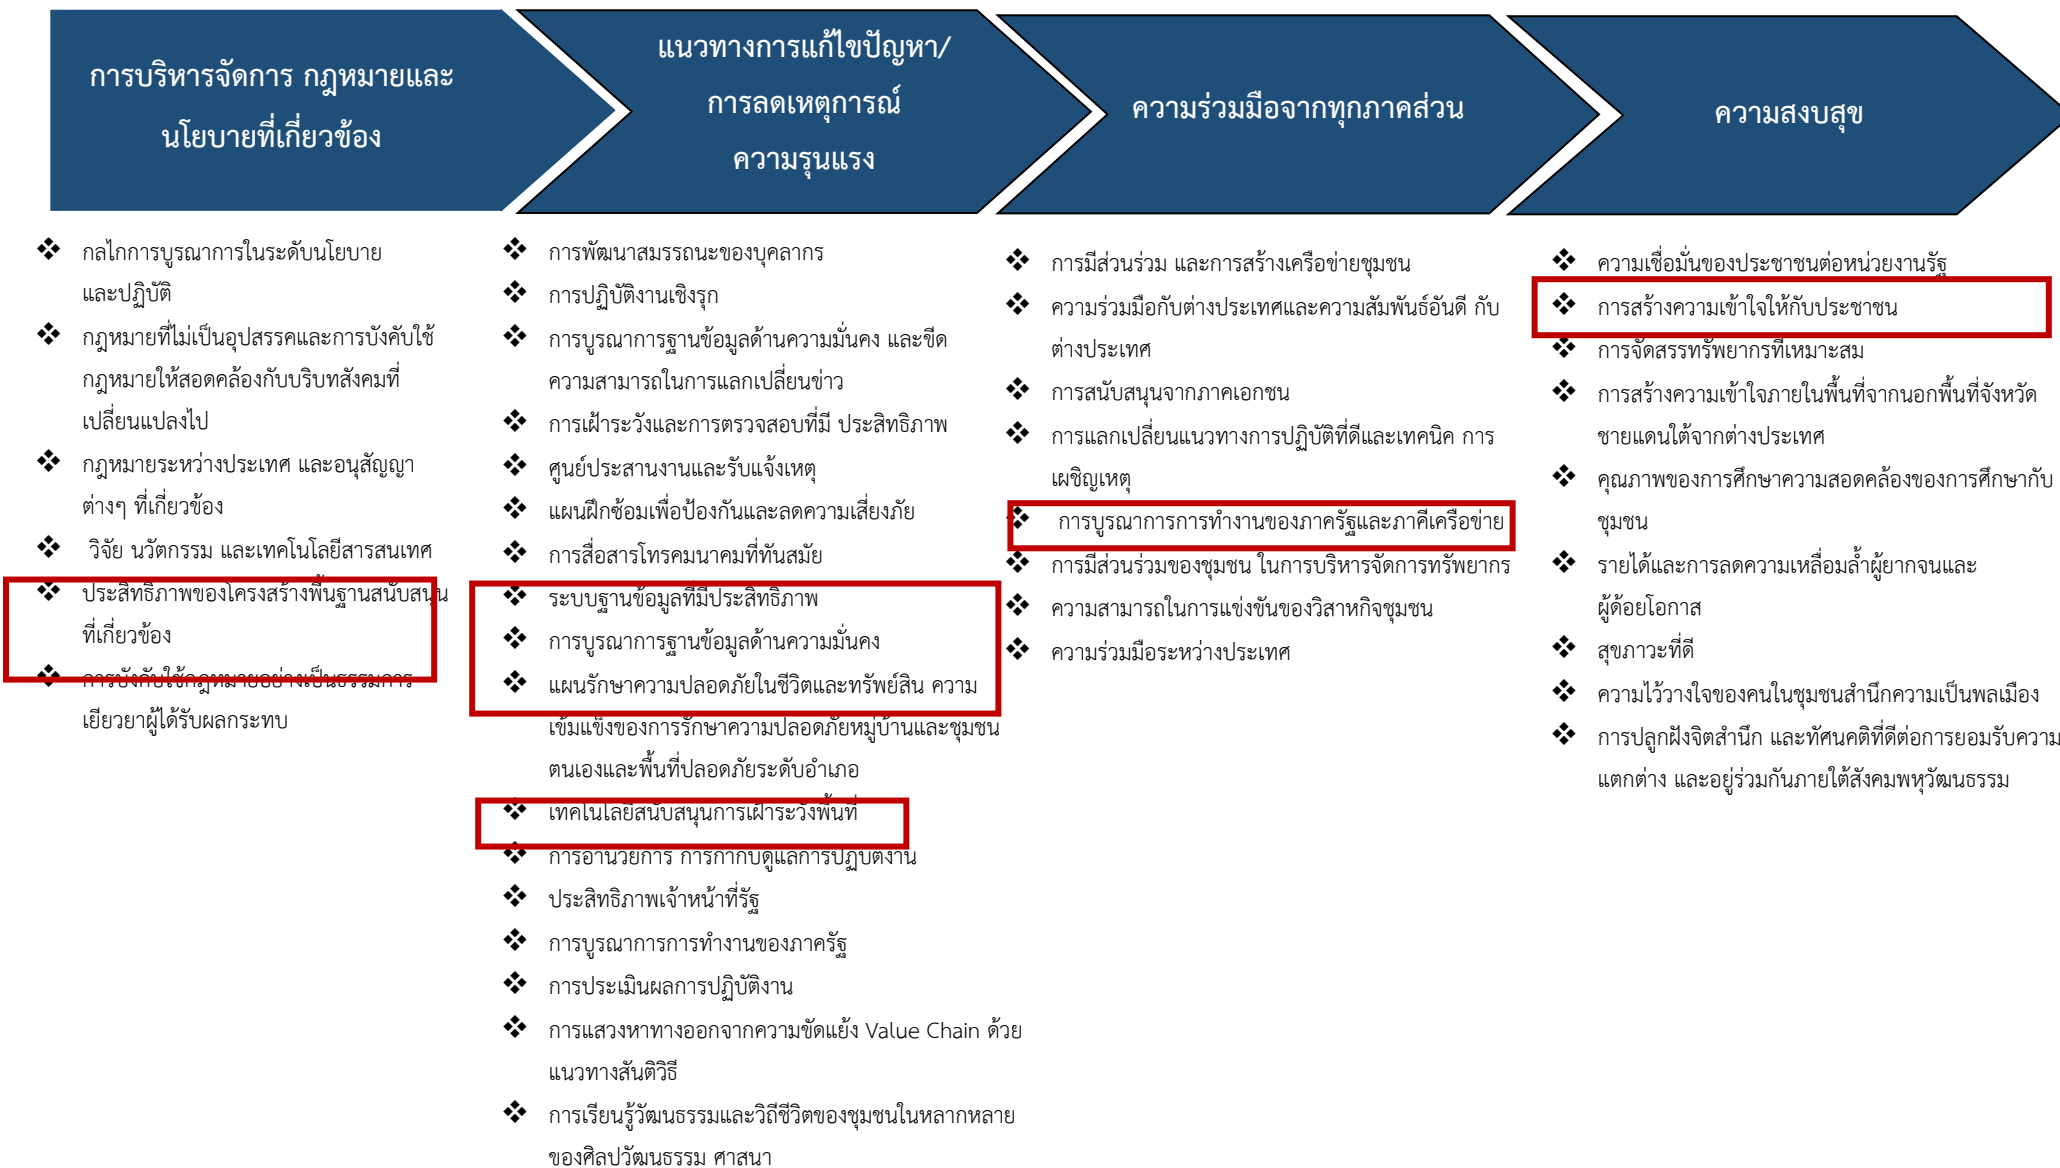 การบริหารจัดการ กฎหมายและ
นโยบายที่เกี่ยวข้อง
แนวทางการแก้ไขปัญหา/
การลดเหตุการณ์
ความรุนแรง
ความร่วมมือจากทุกภาคส่วน
ความสงบสุข
❖ กลไกการบูรณาการในระดับนโยบาย
และปฏิบัติ
❖ กฎหมายที่ไม่เป็นอุปสรรคและการบังคับใช้
กฎหมายให้สอดคล้องกับบริบทสังคมที่
เปลี่ยนแปลงไป
❖ กฎหมายระหว่างประเทศ และอนุสัญญา
ต่างๆ ที่เกี่ยวข้อง
❖ วิจัย นวัตกรรม และเทคโนโลยีสารสนเทศ
❖ ประสิทธิภาพของโครงสร้างพื้นฐานสนับสนุน
ที่เกี่ยวข้อง
❖ การบังคับใช้กฎหมายอย่างเป็นธรรมการ
เยียวยาผู้ได้รับผลกระทบ
❖ การพัฒนาสมรรถนะของบุคลากร
❖ การปฏิบัติงานเชิงรุก
❖ การบูรณาการฐานข้อมูลด้านความมั่นคง และขีด
ความสามารถในการแลกเปลี่ยนข่าว
❖ การเฝ้าระวังและการตรวจสอบที่มี ประสิทธิภาพ
❖ ศูนย์ประสานงานและรับแจ้งเหตุ
❖ แผนฝึกซ้อมเพื่อป้องกันและลดความเสี่ยงภัย
❖ การสื่อสารโทรคมนาคมที่ทันสมัย
❖ ระบบฐานข้อมูลที่มีประสิทธิภาพ
❖ การบูรณาการฐานข้อมูลด้านความมั่นคง
❖ แผนรักษาความปลอดภัยในชีวิตและทรัพย์สิน ความ
เข้มแข็งของการรักษาความปลอดภัยหมู่บ้านและชุมชน
ตนเองและพื้นที่ปลอดภัยระดับอำเภอ
❖ เทคโนโลยีสนับสนุนการเฝ้าระวังพื้นที่
❖ การอำนวยการ การกำกับดูแลการปฏิบัติงาน
❖ ประสิทธิภาพเจ้าหน้าที่รัฐ
❖ การบูรณาการการทำงานของภาครัฐ
❖ การประเมินผลการปฏิบัติงาน
❖ การแสวงหาทางออกจากความขัดแย้ง Value Chain ด้วย
แนวทางสันติวิธี
❖ การเรียนรู้วัฒนธรรมและวิถีชีวิตของชุมชนในหลากหลาย
ของศิลปวัฒนธรรม ศาสนา
❖ การมีส่วนร่วม และการสร้างเครือข่ายชุมชน
❖ ความร่วมมือกับต่างประเทศและความสัมพันธ์อันดี กับ
ต่างประเทศ
❖ การสนับสนุนจากภาคเอกชน
❖ การแลกเปลี่ยนแนวทางการปฏิบัติที่ดีและเทคนิค การ
เผชิญเหตุ
❖ การบูรณาการการทำงานของภาครัฐและภาคีเครือข่าย
❖ การมีส่วนร่วมของชุมชน ในการบริหารจัดการทรัพยากร
❖ ความสามารถในการแข่งขันของวิสาหกิจชุมชน
❖ ความร่วมมือระหว่างประเทศ
❖ ความเชื่อมั่นของประชาชนต่อหน่วยงานรัฐ
❖ การสร้างความเข้าใจให้กับประชาชน
❖ การจัดสรรทรัพยากรที่เหมาะสม
❖ การสร้างความเข้าใจภายในพื้นที่จากนอกพื้นที่จังหวัด
ชายแดนใต้จากต่างประเทศ
❖ คุณภาพของการศึกษาความสอดคล้องของการศึกษากับ
ชุมชน
❖ รายได้และการลดความเหลื่อมล้ำผู้ยากจนและ
ผู้ด้อยโอกาส
❖ สุขภาวะที่ดี
❖ ความไว้วางใจของคนในชุมชนสำนึกความเป็นพลเมือง
❖ การปลูกฝังจิตสำนึก และทัศนคติที่ดีต่อการยอมรับความ
แตกต่าง และอยู่ร่วมกันภายใต้สังคมพหุวัฒนธรรม